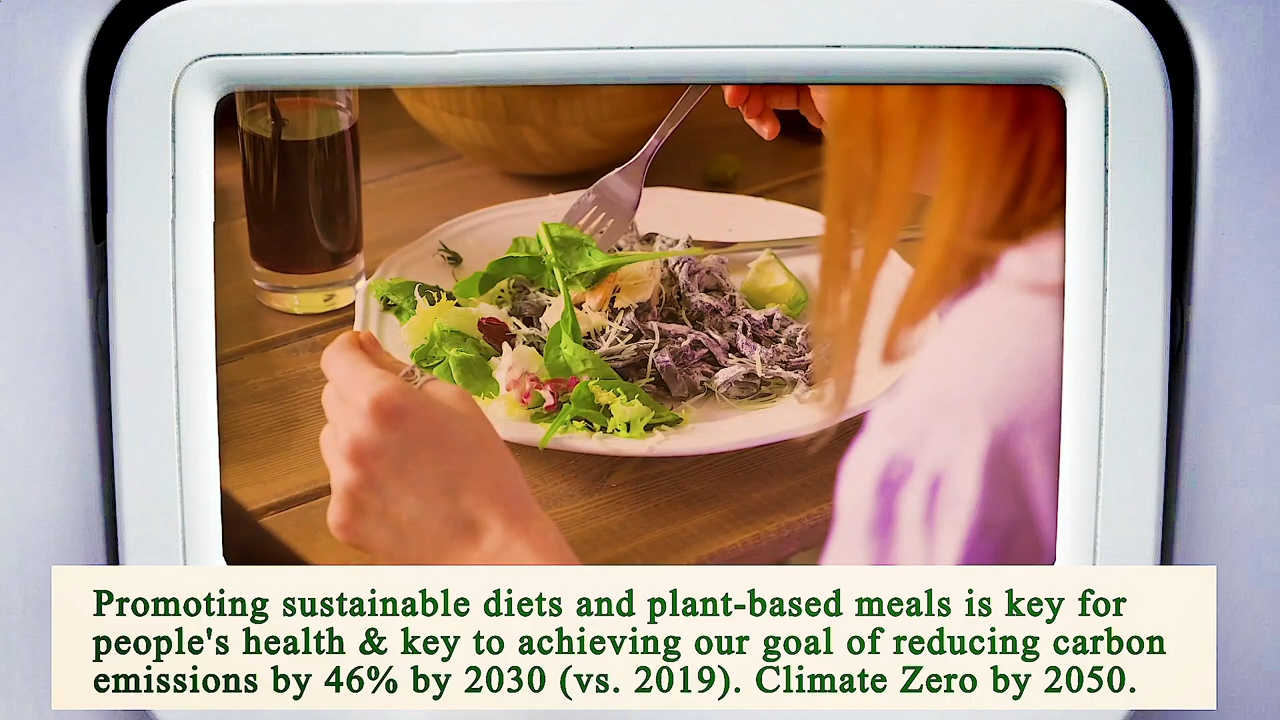 Promoting sustainable diets and plant-based meals is key for
people's health & key to achieving our goal of reducing carbon
emissions by 46% by 2030 (vs. 2019). Climate Zero by 2050.